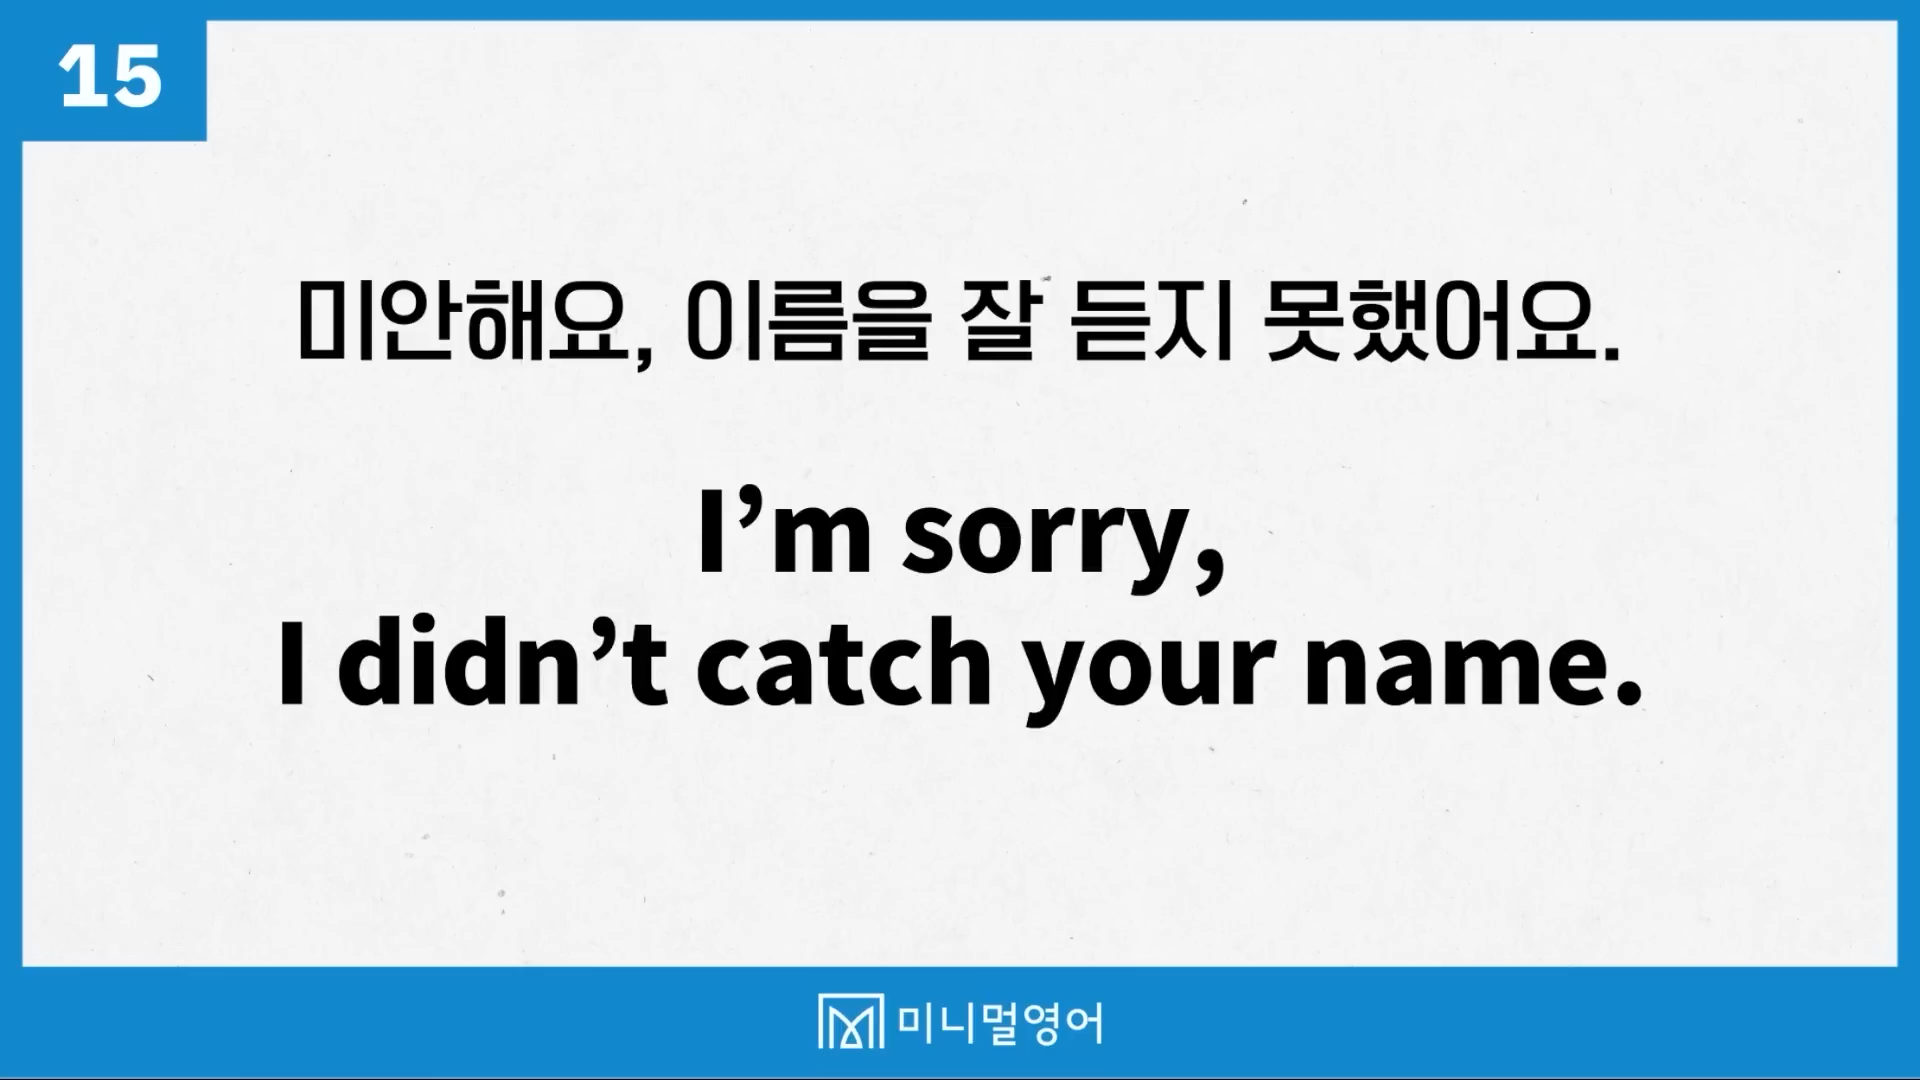 15
미안해요, 이름을 잘 듣지 못했어요.
I’m sorry,
I didn’t catch your name.
미니멀영어